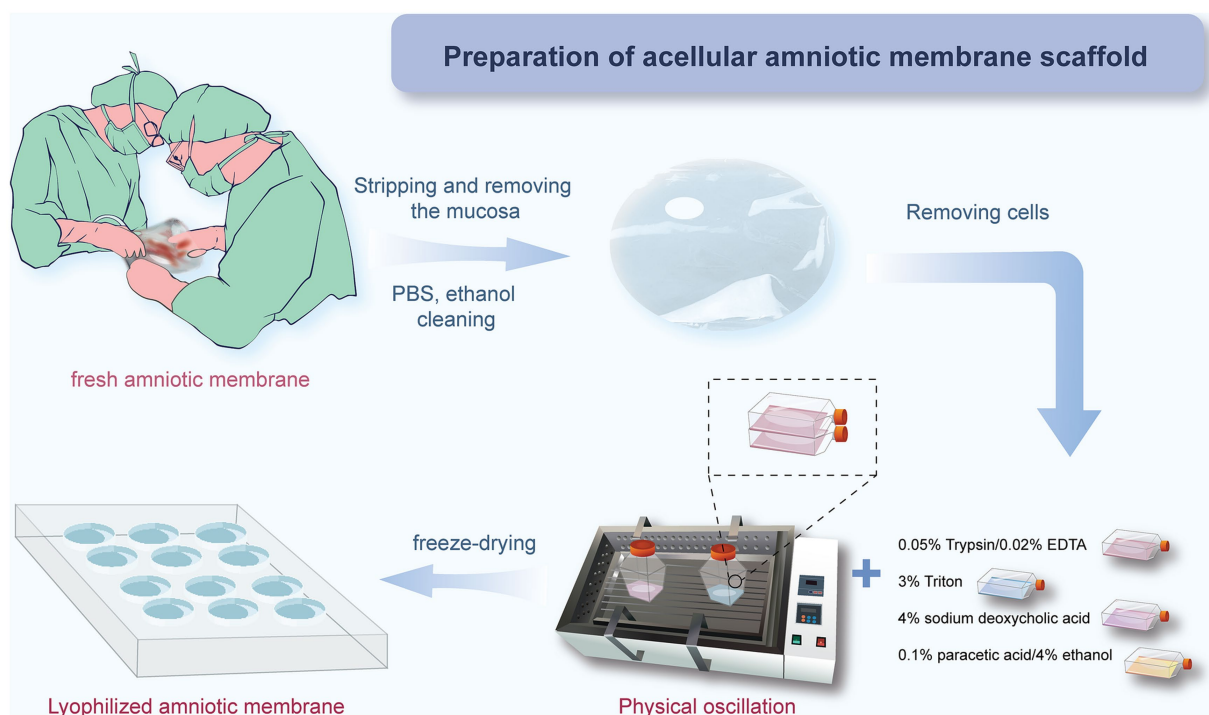 Preparation of acellular amniotic membrane scaffold
Stripping and removing
the mucosa
PBS, ethanol
cleaning
fresh amniotic membrane
Removing cells
0.05% Trypsin/0.02% EDTA
3% Triton
4% sodium deoxycholic acid
0.1% paracetic acid/4% ethanol
Physical oscillation
freeze-drying
Lyophilized amniotic membrane